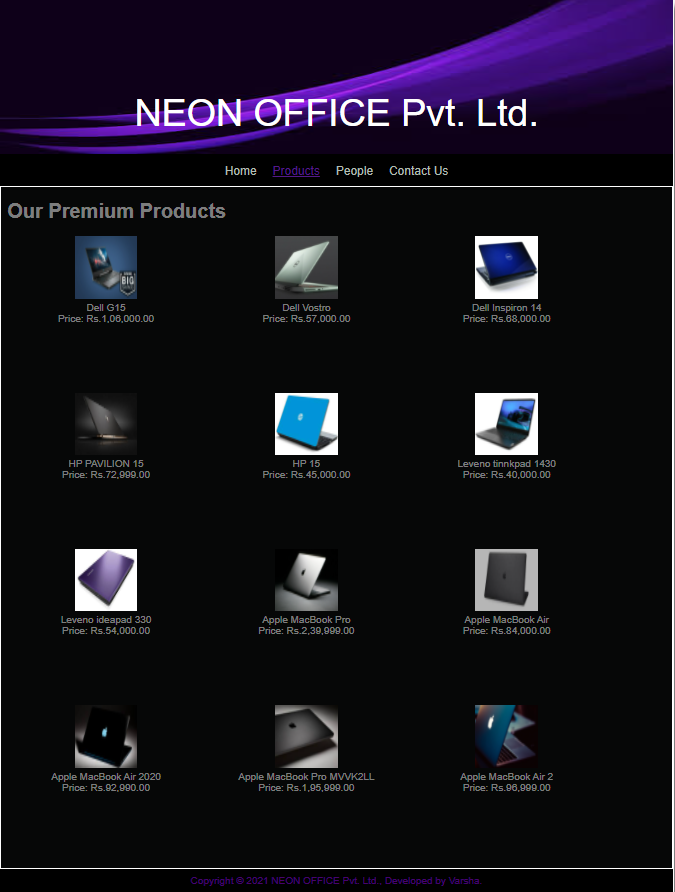 NEON OFFICE Pvt. Ltd.
Home Products People Contact Us
Our Premium Products
Dell G15
Price: Rs.1,06,000.00
Dell Vostro
Price: Rs.57,000.00
Dell Inspiron 14
Price: Rs.68,000.00
HP PAVILION 15
Price: Rs.72,999.00
HP 15
Price: Rs.45,000.00
Leveno tinnkpad 1430
Price: Rs.40,000.00
Leveno ideapad 330
Price: Rs.54,000.00
Apple MacBook Pro
Price: Rs.2,39,999.00
Apple MacBook Air
Price: Rs.84,000.00
Apple MacBook Air 2020
Price: Rs.92,990.00
Apple MacBook Pro MVVK2LL
Price: Rs.1,95,999.00
Apple MacBook Air 2
Price: Rs.96,999.00
Copyright © 2021 NEON OFFICE Pvt. Ltd., Developed by Varsha.